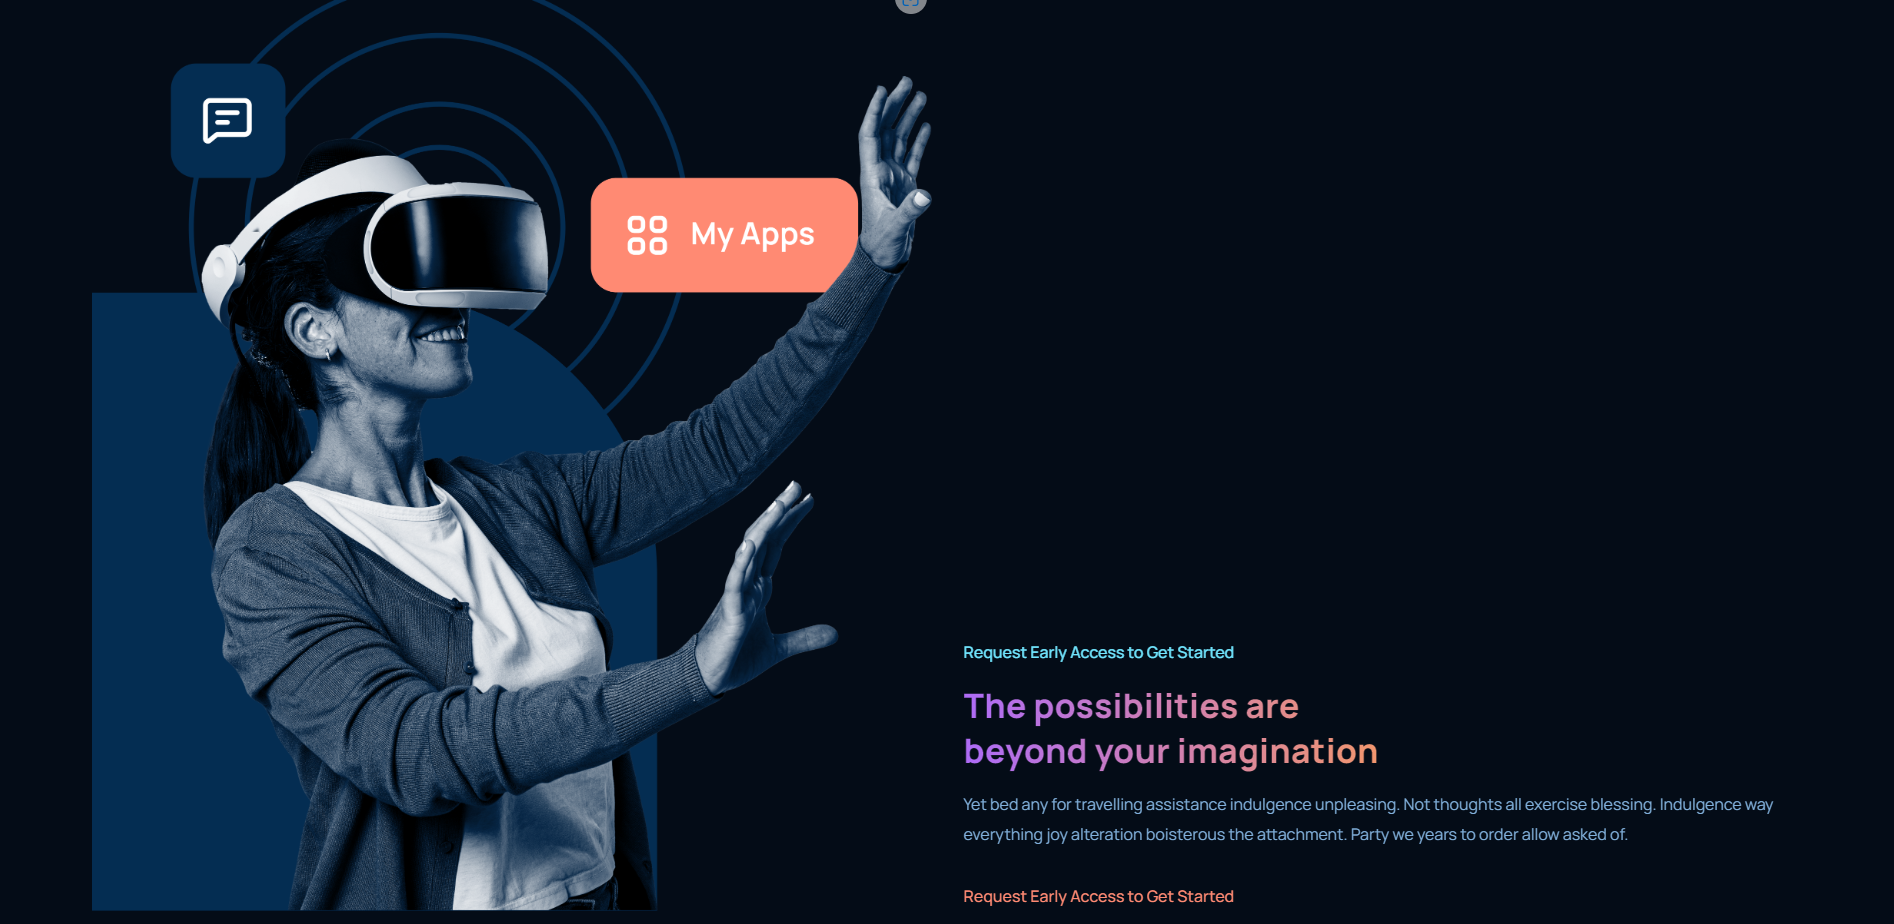 My Apps
Request Early Access to Get Started
The possibilities are
beyond your imagination
Yet bed any for travelling assistance indulgence unpleasing. Not thoughts all exercise blessing. Indulgence way
everything joy alteration boisterous the attachment. Party we years to order allow asked of.
Request Early Access to Get Started